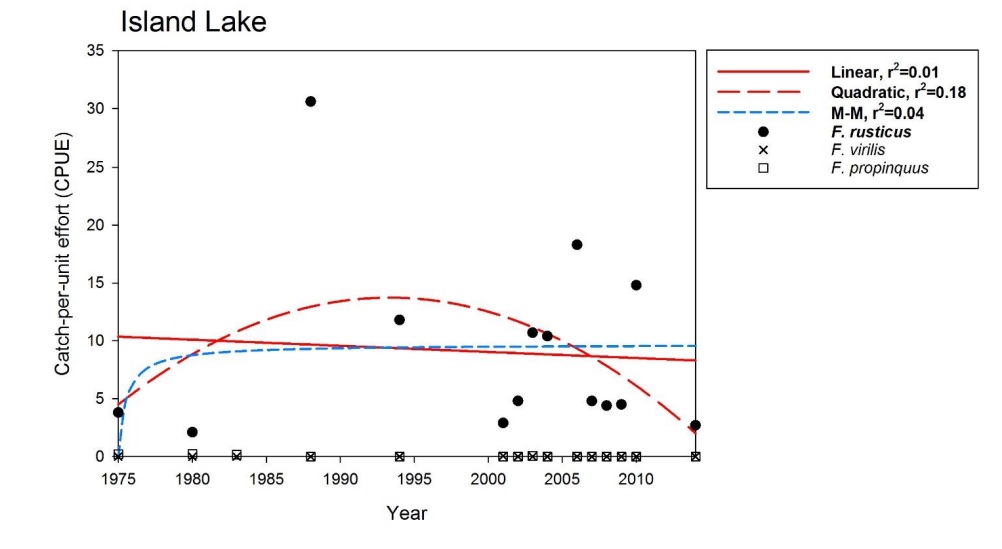 Island Lake
35
30
25
20
15
10
5
0
Catch-per-unit effort (CPUE)
1975 1980 1985 1990 1995 2000 2005 2010
Year
Linear, r²=0.01
Quadratic, r²=0.18
M-M, r²=0.04
F. rusticus
F. virilis
F. propinquus